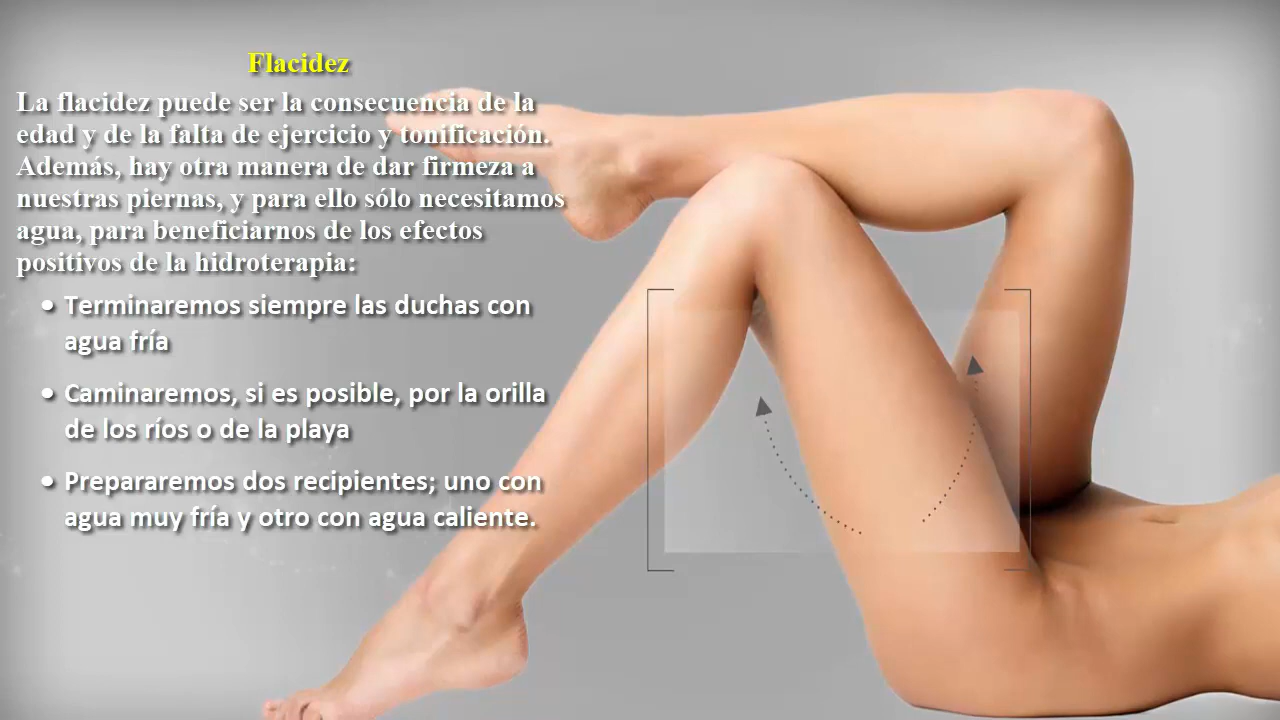 Flacidez
La flacidez puede ser la consecuencia de la
edad y de la falta de ejercicio y tonificación.
Además, hay otra manera de dar firmeza a
nuestras piernas, y para ello sólo necesitamos
agua, para beneficiarnos de los efectos
positivos de la hidroterapia:
• Terminaremos siempre las duchas con
agua fría
• Caminaremos, si es posible, por la orilla
de los ríos o de la playa
• Prepararemos dos recipientes; uno con
agua muy fría y otro con agua caliente.